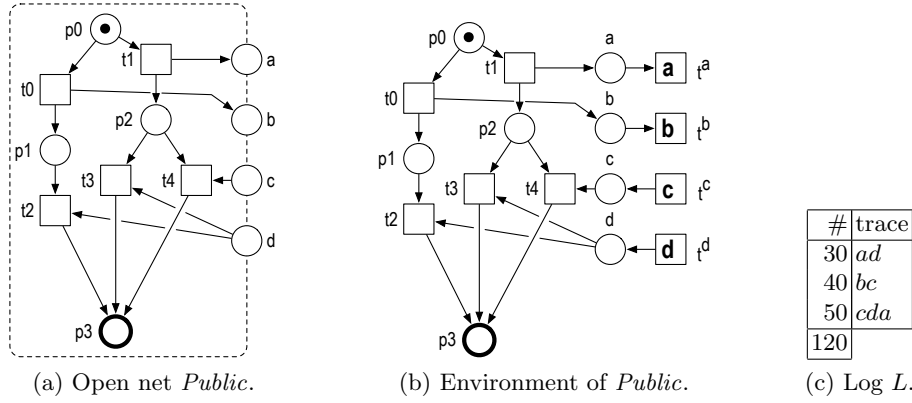 p0
t1
a
t0
b
p2
p1
t3
t4
c
t2
d
p3
(a) Open net Public.
p0
a
t1
a
t^a
t0
b
b
t^b
p2
p1
c
t3
t4
c
t^c
t2
d
d
t^d
p3
(b) Environment of Public.
# trace
30 ad
40 bc
50 cda
120
(c) Log L.